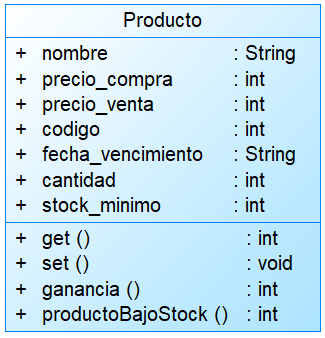 Producto
+ nombre : String
+ precio_compra : int
+ precio_venta : int
+ codigo : int
+ fecha_vencimiento : String
+ cantidad : int
+ stock_minimo : int
+ get () : int
+ set () : void
+ ganancia () : int
+ productoBajoStock () : int